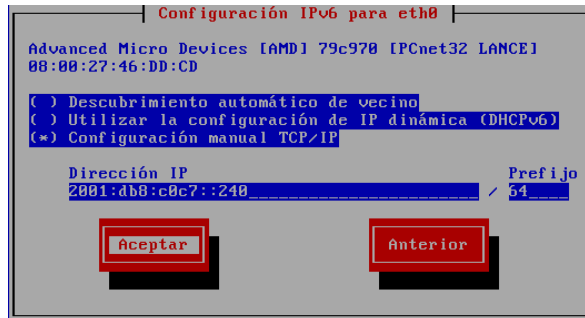 Configuración IPv6 para eth0
Advanced Micro Devices [AMD] 79c970 [PCnet32 LANCE]
08:00:27:46:DD:CD
( ) Descubrimiento automático de vecino
( ) Utilizar la configuración de IP dinámica (DHCPv6)
(*) Configuración manual TCP/IP
Dirección IP Prefijo
2001:db8:c0c7::240_______________________ / 64____
Aceptar Anterior